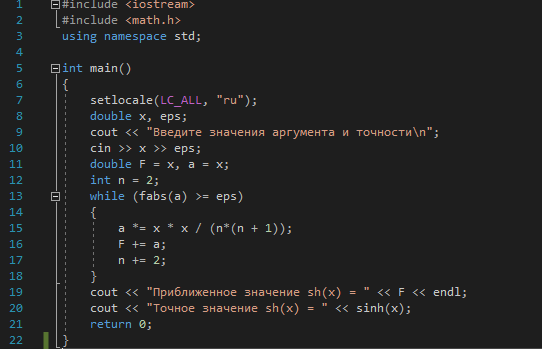 1 #include <iostream>
2 #include <math.h>
3 using namespace std;
4
5 int main()
6 {
7 setlocale(LC_ALL, "ru");
8 double x, eps;
9 cout << "Введите значения аргумента и точности\n";
10 cin >> x >> eps;
11 double F = x, a = x;
12 int n = 2;
13 while (fabs(a) >= eps)
14 {
15 a *= x * x / (n*(n + 1));
16 F += a;
17 n += 2;
18 }
19 cout << "Приближенное значение sh(x) = " << F << endl;
20 cout << "Точное значение sh(x) = " << sinh(x);
21 return 0;
22 }